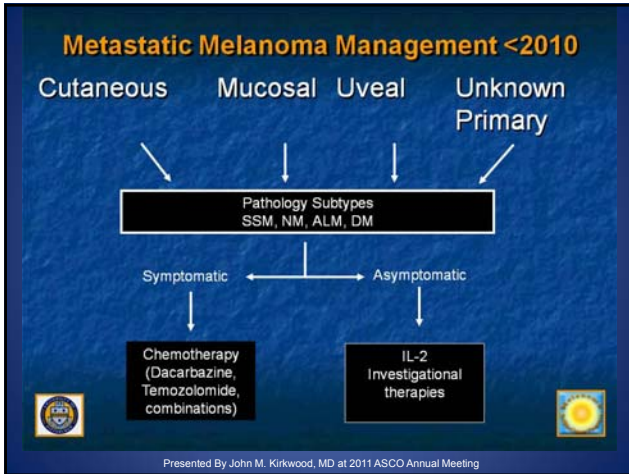 Metastatic Melanoma Management <2010
Cutaneous Mucosal Uveal Unknown
Primary
Pathology Subtypes
SSM, NM, ALM, DM
Symptomatic Asymptomatic
Chemotherapy
(Dacarbazine,
Temozolomide,
combinations)
IL-2
Investigational
therapies
Presented By John M. Kirkwood, MD at 2011 ASCO Annual Meeting